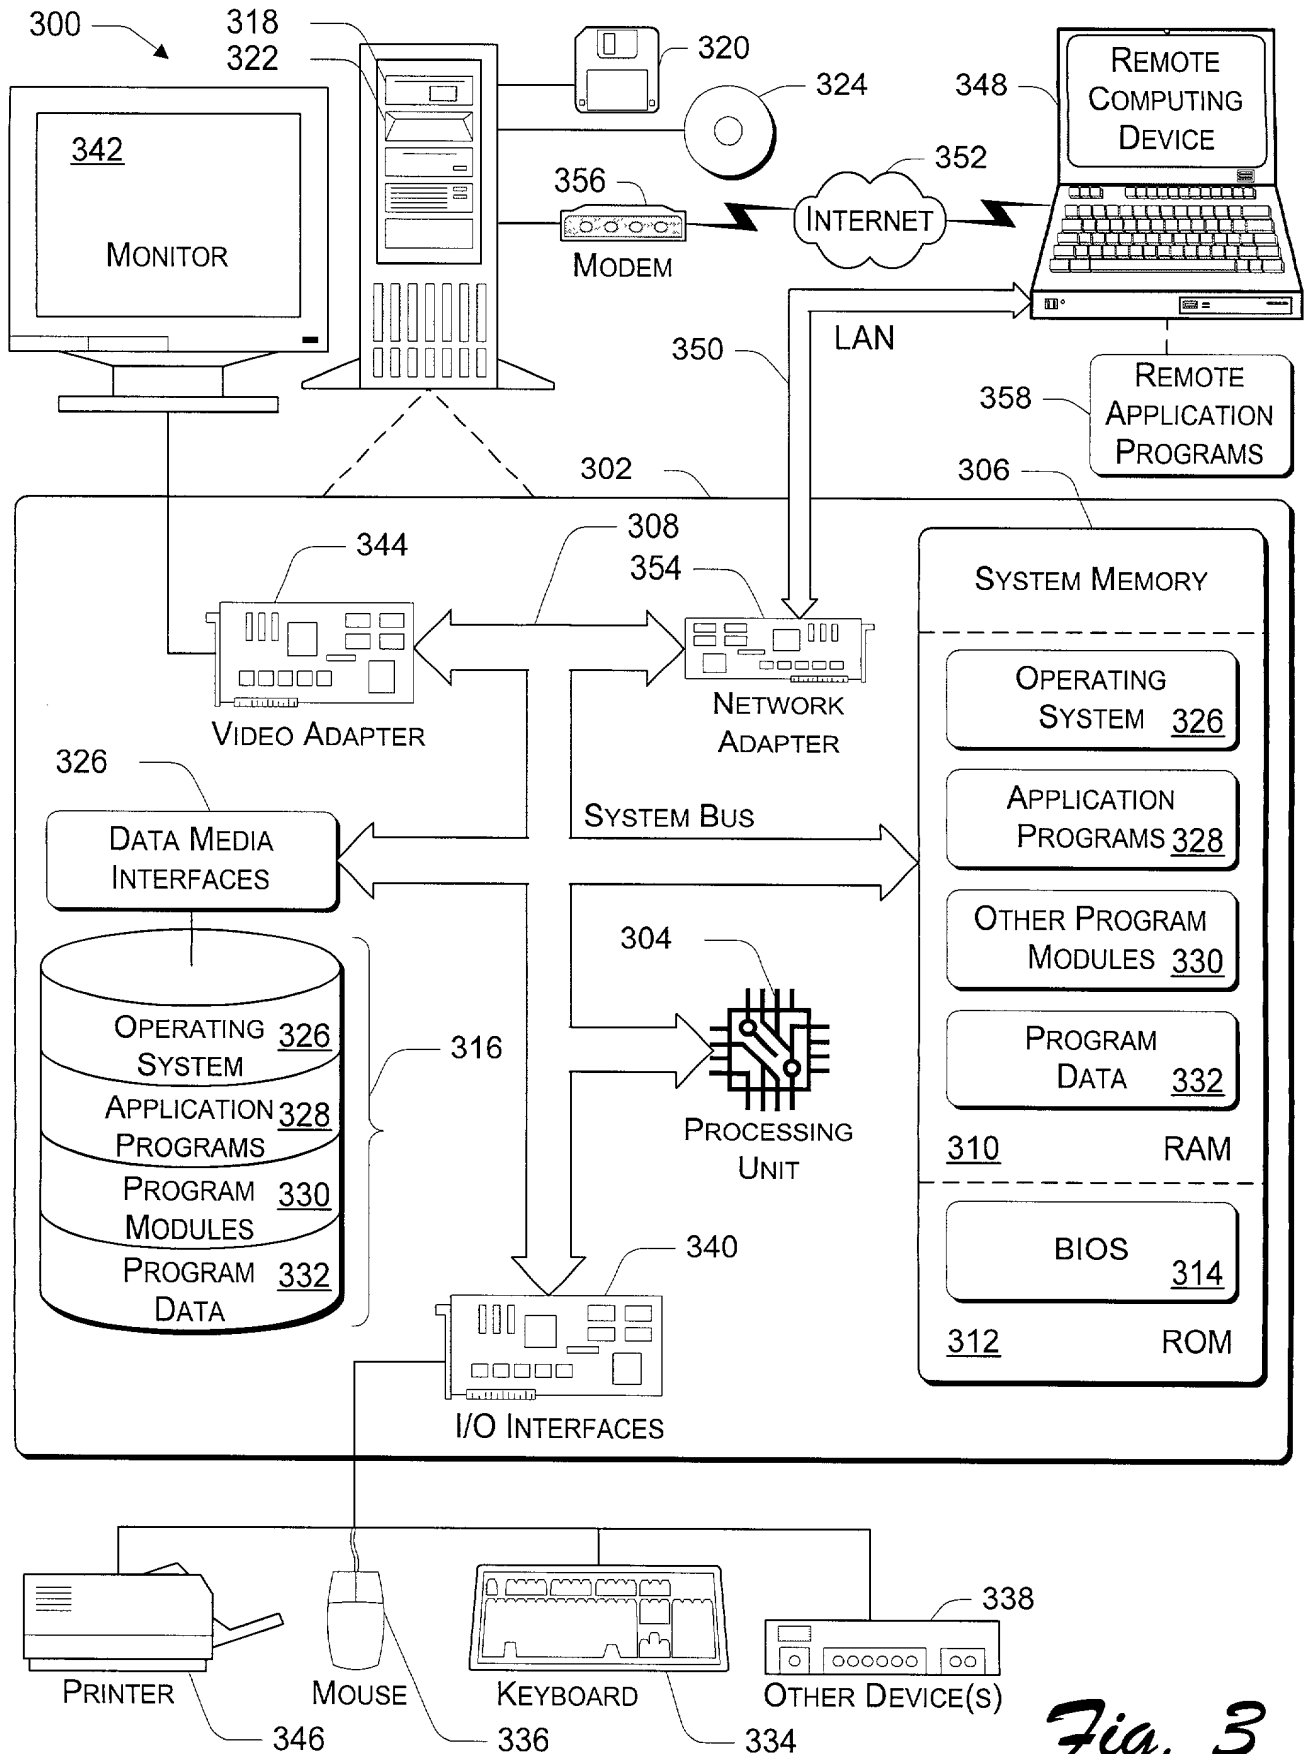 300
318
322
320
324
348
REMOTE
COMPUTING
DEVICE
342
MONITOR
356
MODEM
352
INTERNET
350
LAN
358
REMOTE
APPLICATION
PROGRAMS
302
306
344
308
354
VIDEO ADAPTER
NETWORK
ADAPTER
SYSTEM MEMORY
OPERATING
SYSTEM 326
APPLICATION
PROGRAMS 328
OTHER PROGRAM
MODULES 330
PROGRAM
DATA 332
310 RAM
BIOS
314
312 ROM
326
DATA MEDIA
INTERFACES
SYSTEM BUS
OPERATING
SYSTEM 326
APPLICATION
PROGRAMS 328
PROGRAM
MODULES 330
PROGRAM
DATA 332
316
304
PROCESSING
UNIT
340
I/O INTERFACES
PRINTER
346
MOUSE
336
KEYBOARD
334
338
OTHER DEVICE(S)
Fig. 3